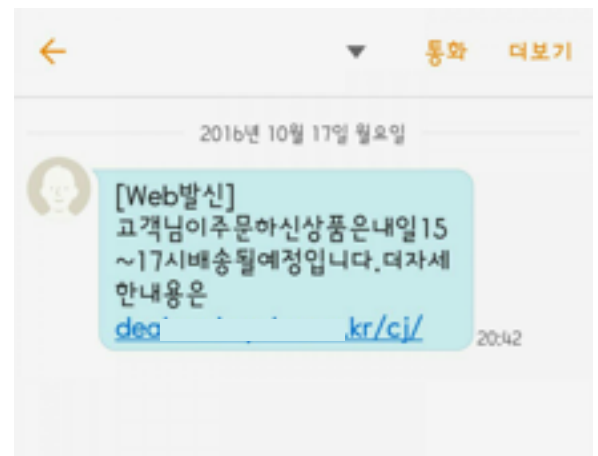 통화 더보기
2016년 10월 17일 월요일
[Web발신]
고객님이주문하신상품은내일15
~17시배송될예정입니다.더자세
한내용은
dea .kr/cj/
20:42